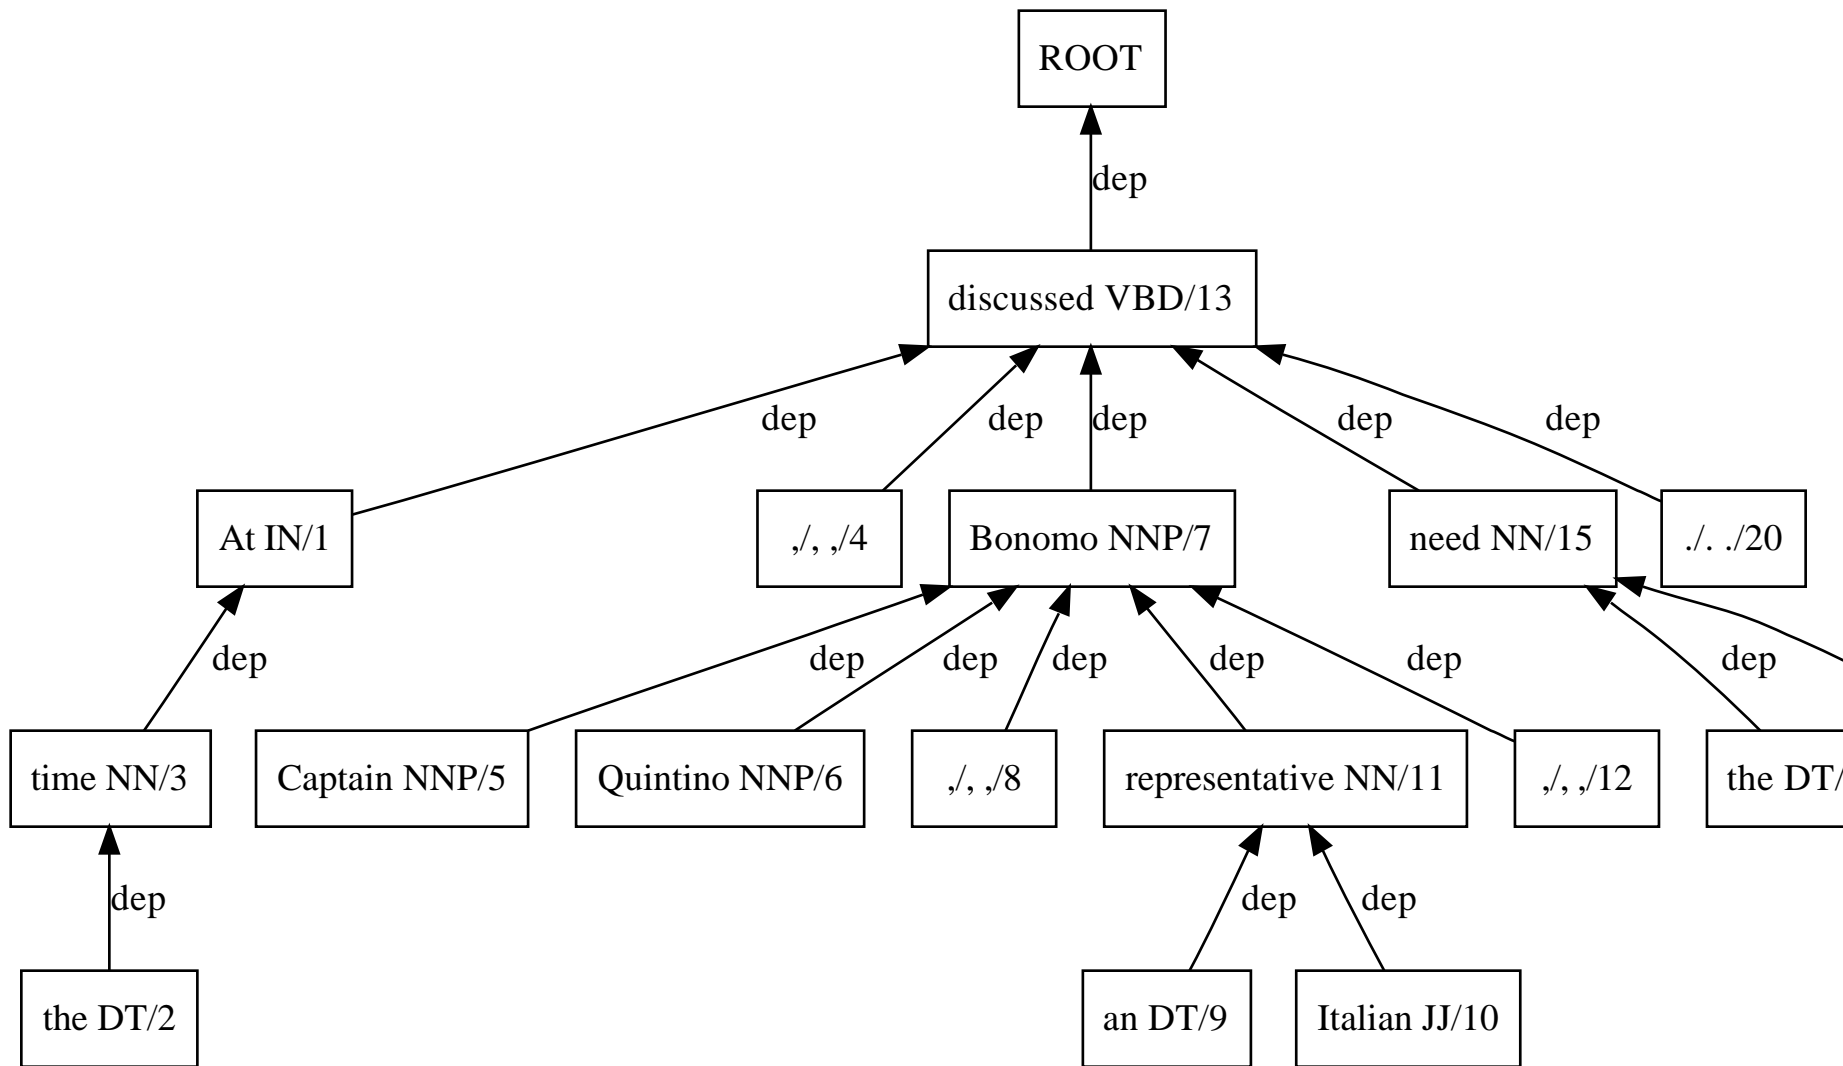 ROOT
dep
discussed VBD/13
dep dep dep dep dep
At IN/1 ,/, ,/4 Bonomo NNP/7 need NN/15 ./. ./20
dep dep dep dep dep dep dep
time NN/3 Captain NNP/5 Quintino NNP/6 ,/, ,/8 representative NN/11 ,/, ,/12 the DT/
dep dep dep
the DT/2 an DT/9 Italian JJ/10